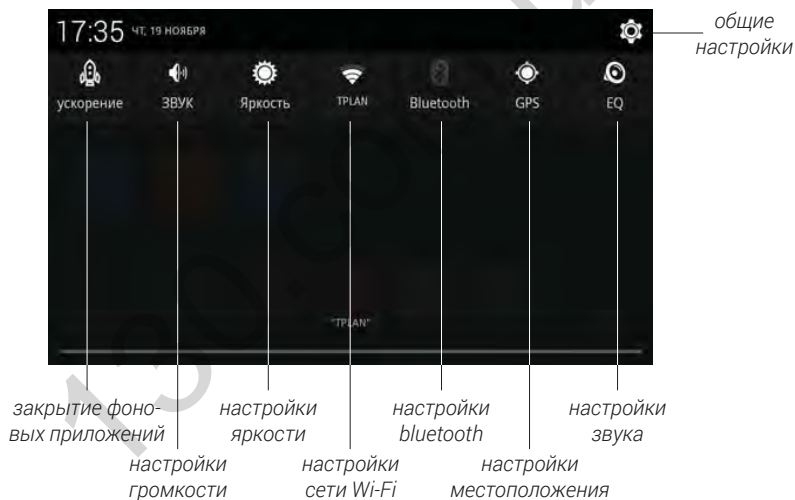 17:35 ЧТ, 19 НОЯБРЯ
общие
настройки
ускорение ЗВУК Яркость TPLAN Bluetooth GPS EQ
"TPLAN"
закрытие фоно-
вых приложений
настройки
громкости
настройки
яркости
настройки
сети Wi-Fi
настройки
bluetooth
настройки
местоположения
настройки
звука